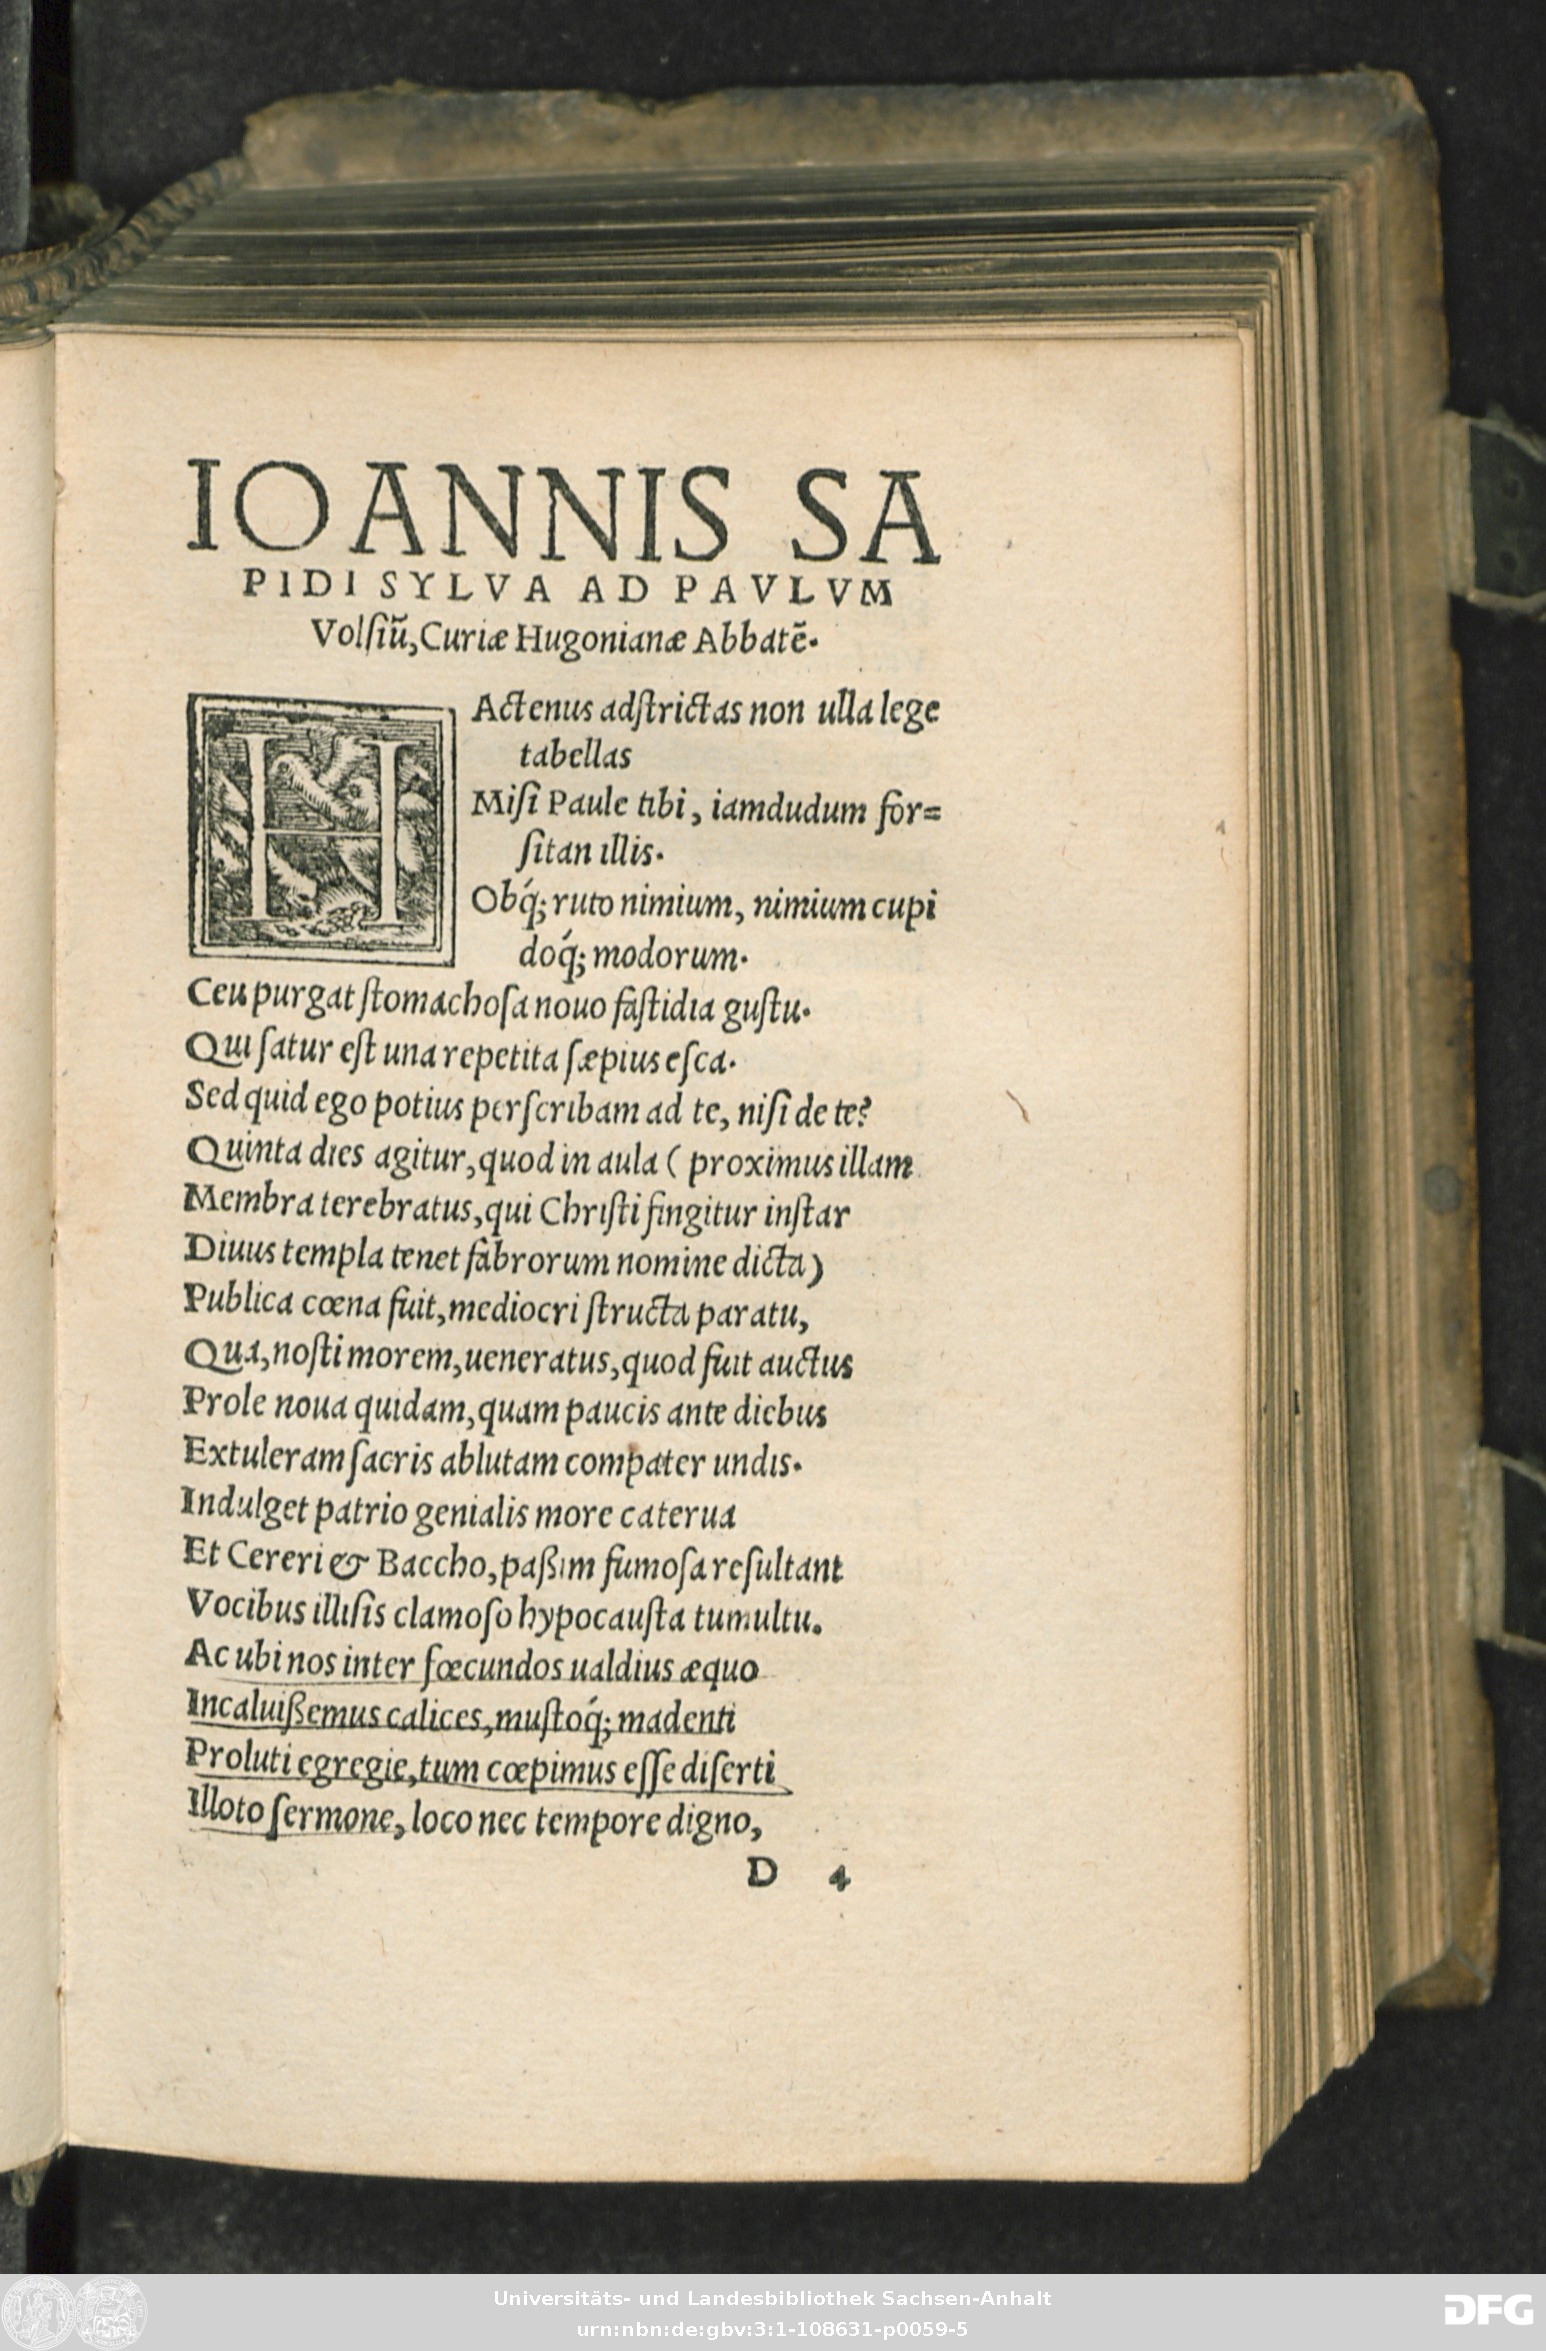 IOANNIS SA
PIDI SYLVA AD PAVLVM
Volſiũ, Curiæ Hugonianæ Abbatẽ.
HActenus adſtrictas non ulla lege
tabellas
Miſi Paule tibi, iamdudum for=
ſitan illis.
Obq́; ruto nimium, nimium cupi
doq́; modorum.
Ceu purgat ſtomachoſa nouo faſtidia guſtu.
Qui ſatur eſt una repetita ſæpius eſca.
Sed quid ego potius perſcribam ad te, niſi de te?
Quinta dies agitur, quod in aula ( proximus illam
Membra terebratus, qui Chriſti fingitur inſtar
Diuus templa tenet fabrorum nomine dicta)
Publica cœna fuit, mediocri ſtructa paratu,
Qua, noſti morem, ueneratus, quod fuit auctus
Prole noua quidam, quam paucis ante diebus
Extuleram ſacris ablutam compater undis.
Indulget patrio genialis more caterua
Et Cereri & Baccho, paßim fumoſa reſultant
Vocibus illiſis clamoſo hypocauſta tumultu.
Ac ubi nos inter fœcundos ualdius æquo
Incaluißemus calices, muſtoq́; madenti
Proluti egregie, tum cœpimus eſſe diſerti
Illoto ſermone, loco nec tempore digno,
D 4
Universitäts- und Landesbibliothek Sachsen-Anhalt
urn:nbn:de:gbv:3:1-108631-p0059-5
DFG